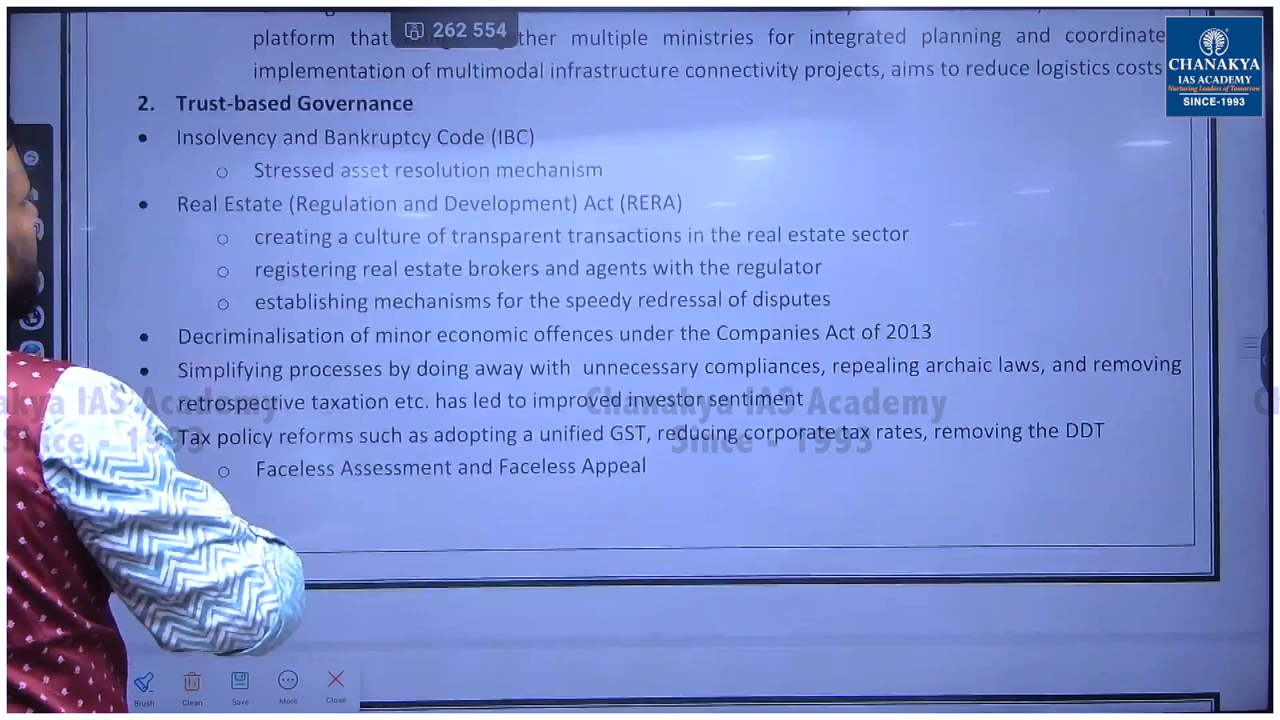 262 554
platform that ther multiple ministries for integrated planning and coordinate
implementation of multimodal infrastructure connectivity projects, aims to reduce logistics costs
CHANAKYA
IAS ACADEMY
Nurturing Leaders of Tomorrow
SINCE-1993
2. Trust-based Governance
• Insolvency and Bankruptcy Code (IBC)
o Stressed asset resolution mechanism
• Real Estate (Regulation and Development) Act (RERA)
o creating a culture of transparent transactions in the real estate sector
o registering real estate brokers and agents with the regulator
o establishing mechanisms for the speedy redressal of disputes
• Decriminalisation of minor economic offences under the Companies Act of 2013
• Simplifying processes by doing away with unnecessary compliances, repealing archaic laws, and removing
retrospective taxation etc. has led to improved investor sentiment
Tax policy reforms such as adopting a unified GST, reducing corporate tax rates, removing the DDT
o Faceless Assessment and Faceless Appeal
akya IAS Academy
Since - 1993
Chanakya IAS Academy
Since - 1993
Brush Clean Save More Close